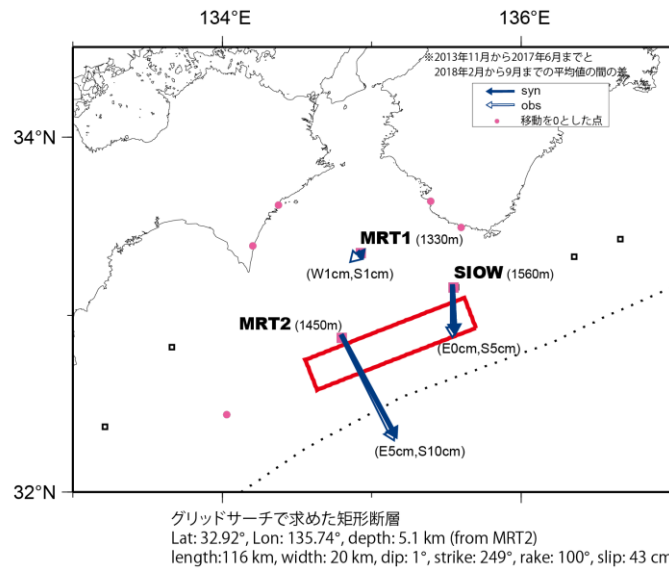 134°E
136°E
※2013年11月から2017年6月までと
2018年2月から9月までの平均値の間の差
syn
obs
移動を0とした点
34°N
MRT1 (1330m)
(W1cm,S1cm)
SIOW (1560m)
MRT2 (1450m)
(E0cm,S5cm)
(E5cm,S10cm)
32°N
グリッドサーチで求めた矩形断層
Lat: 32.92°, Lon: 135.74°, depth: 5.1 km (from MRT2)
length:116 km, width: 20 km, dip: 1°, strike: 249°, rake: 100°, slip: 43 cm